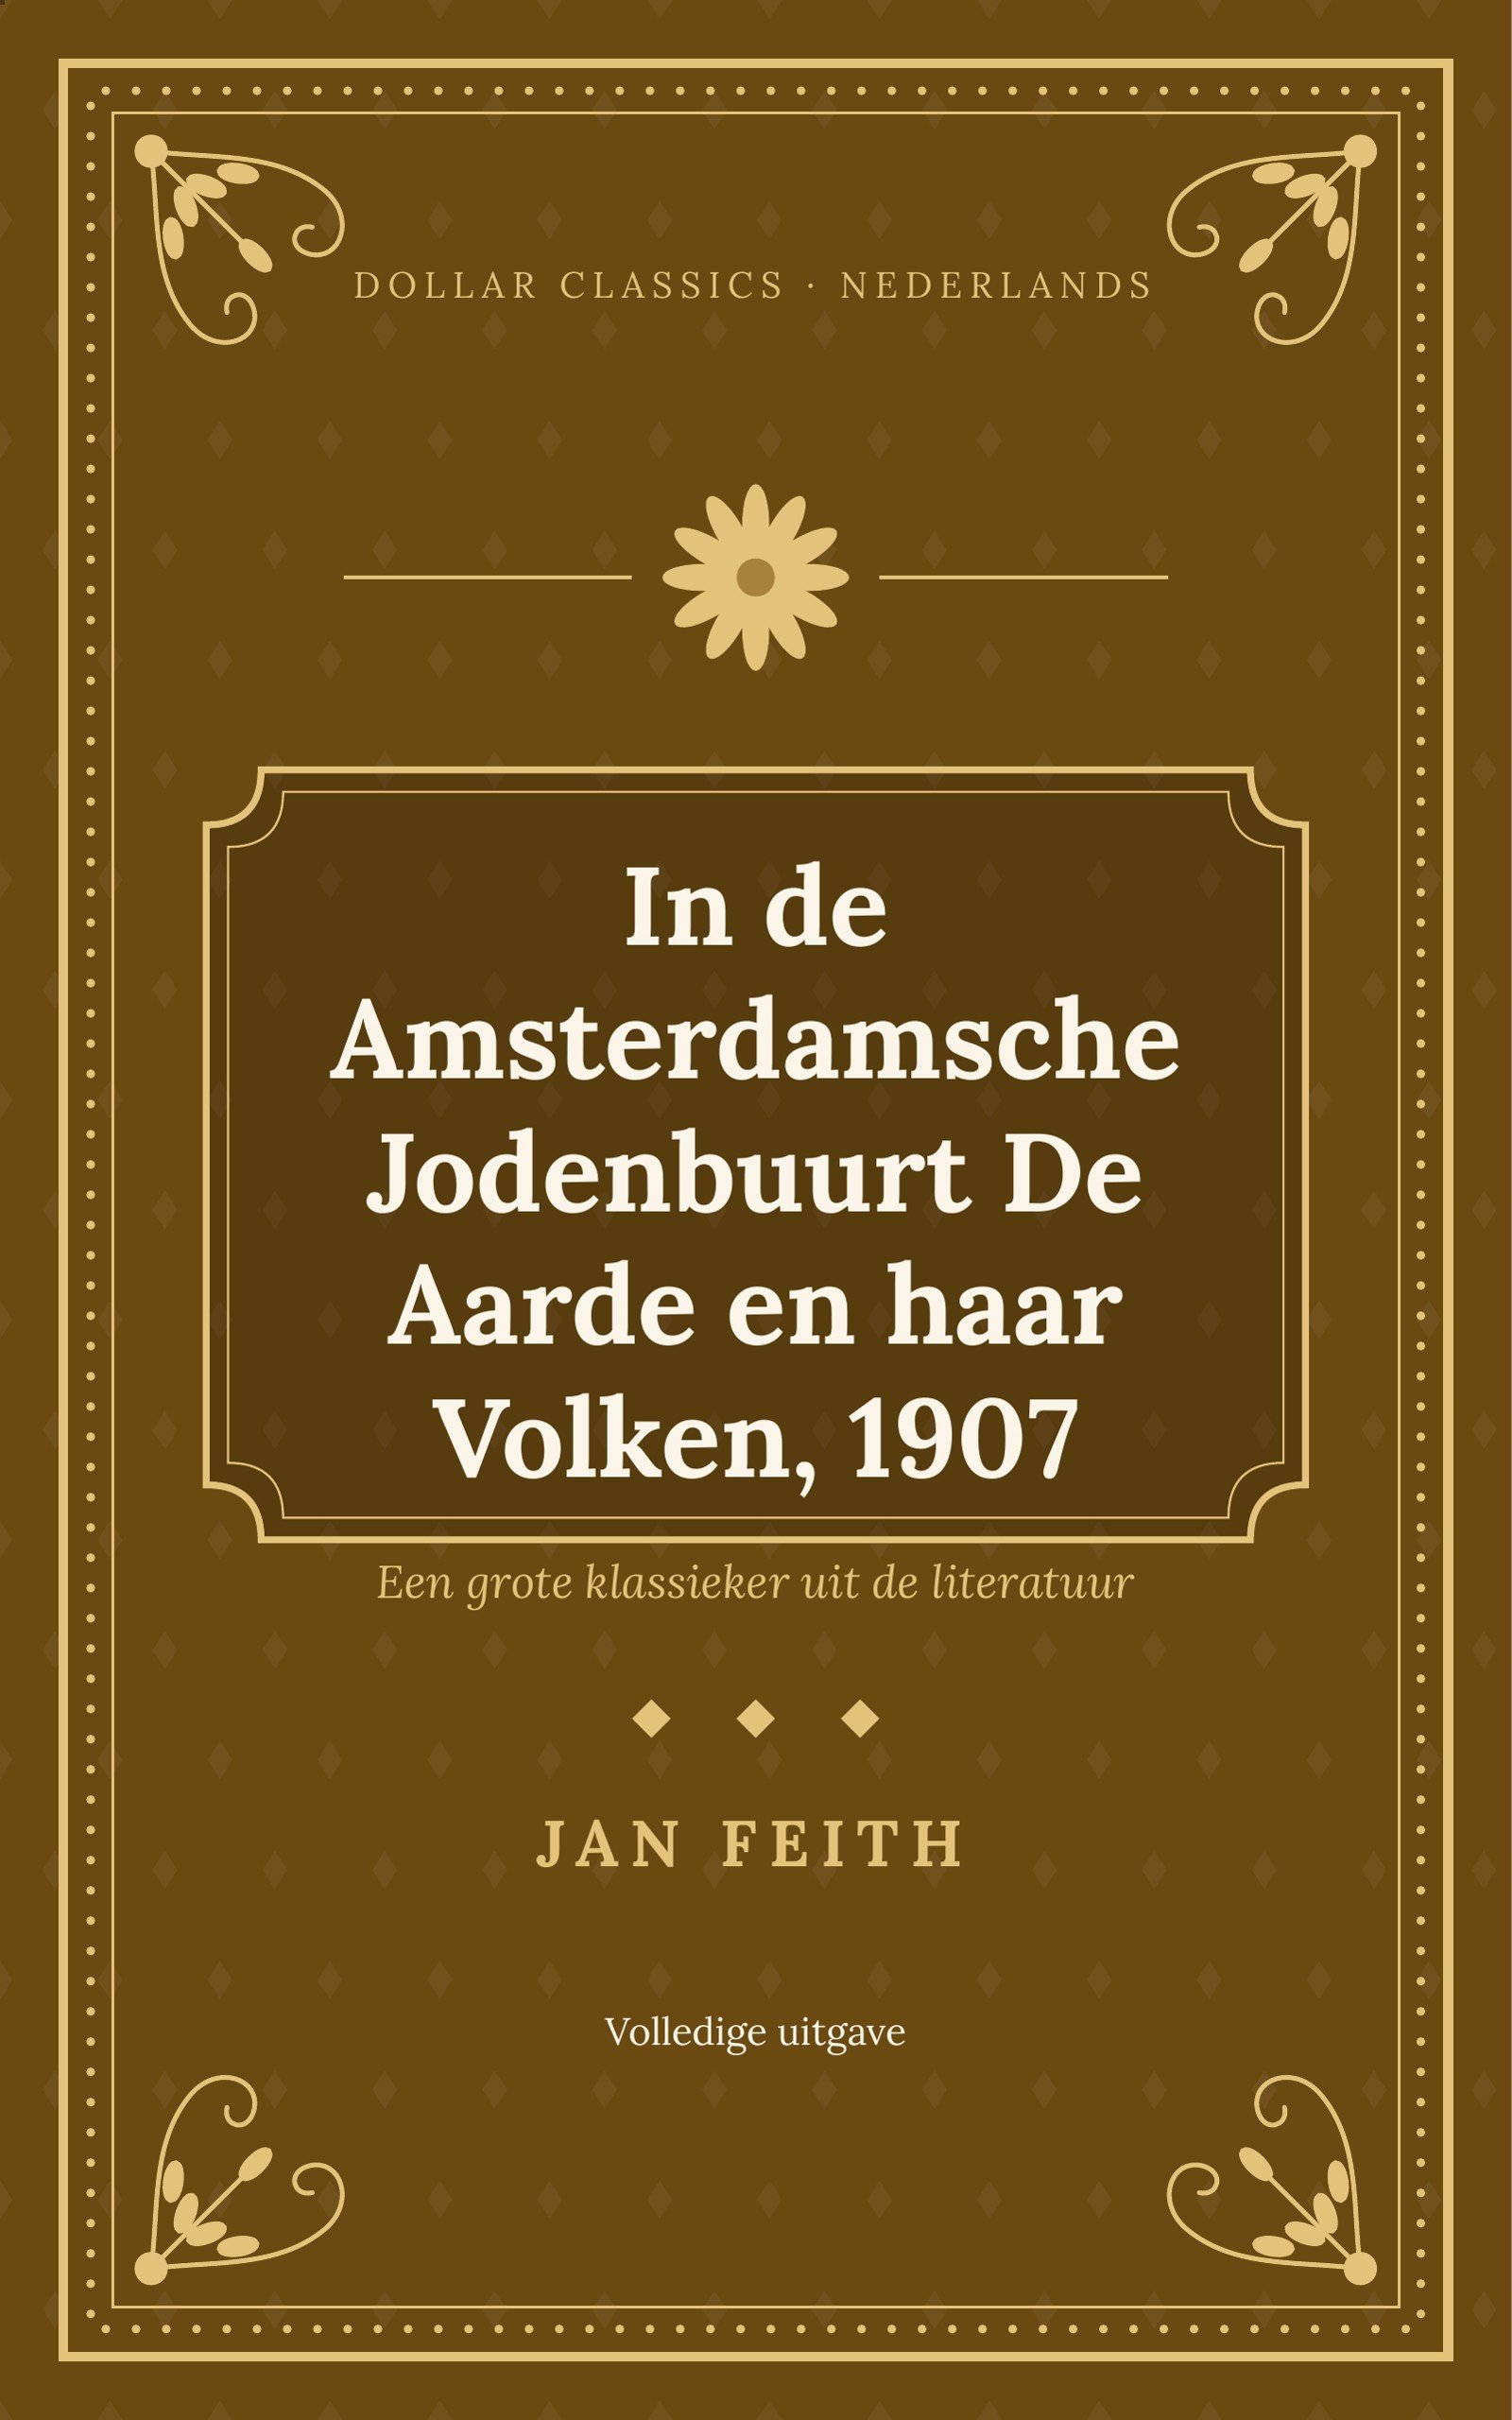 DOLLAR CLASSICS · NEDERLANDS
In de
Amsterdamsche
Jodenbuurt De
Aarde en haar
Volken, 1907
Een grote klassieker uit de literatuur
JAN FEITH
Volledige uitgave